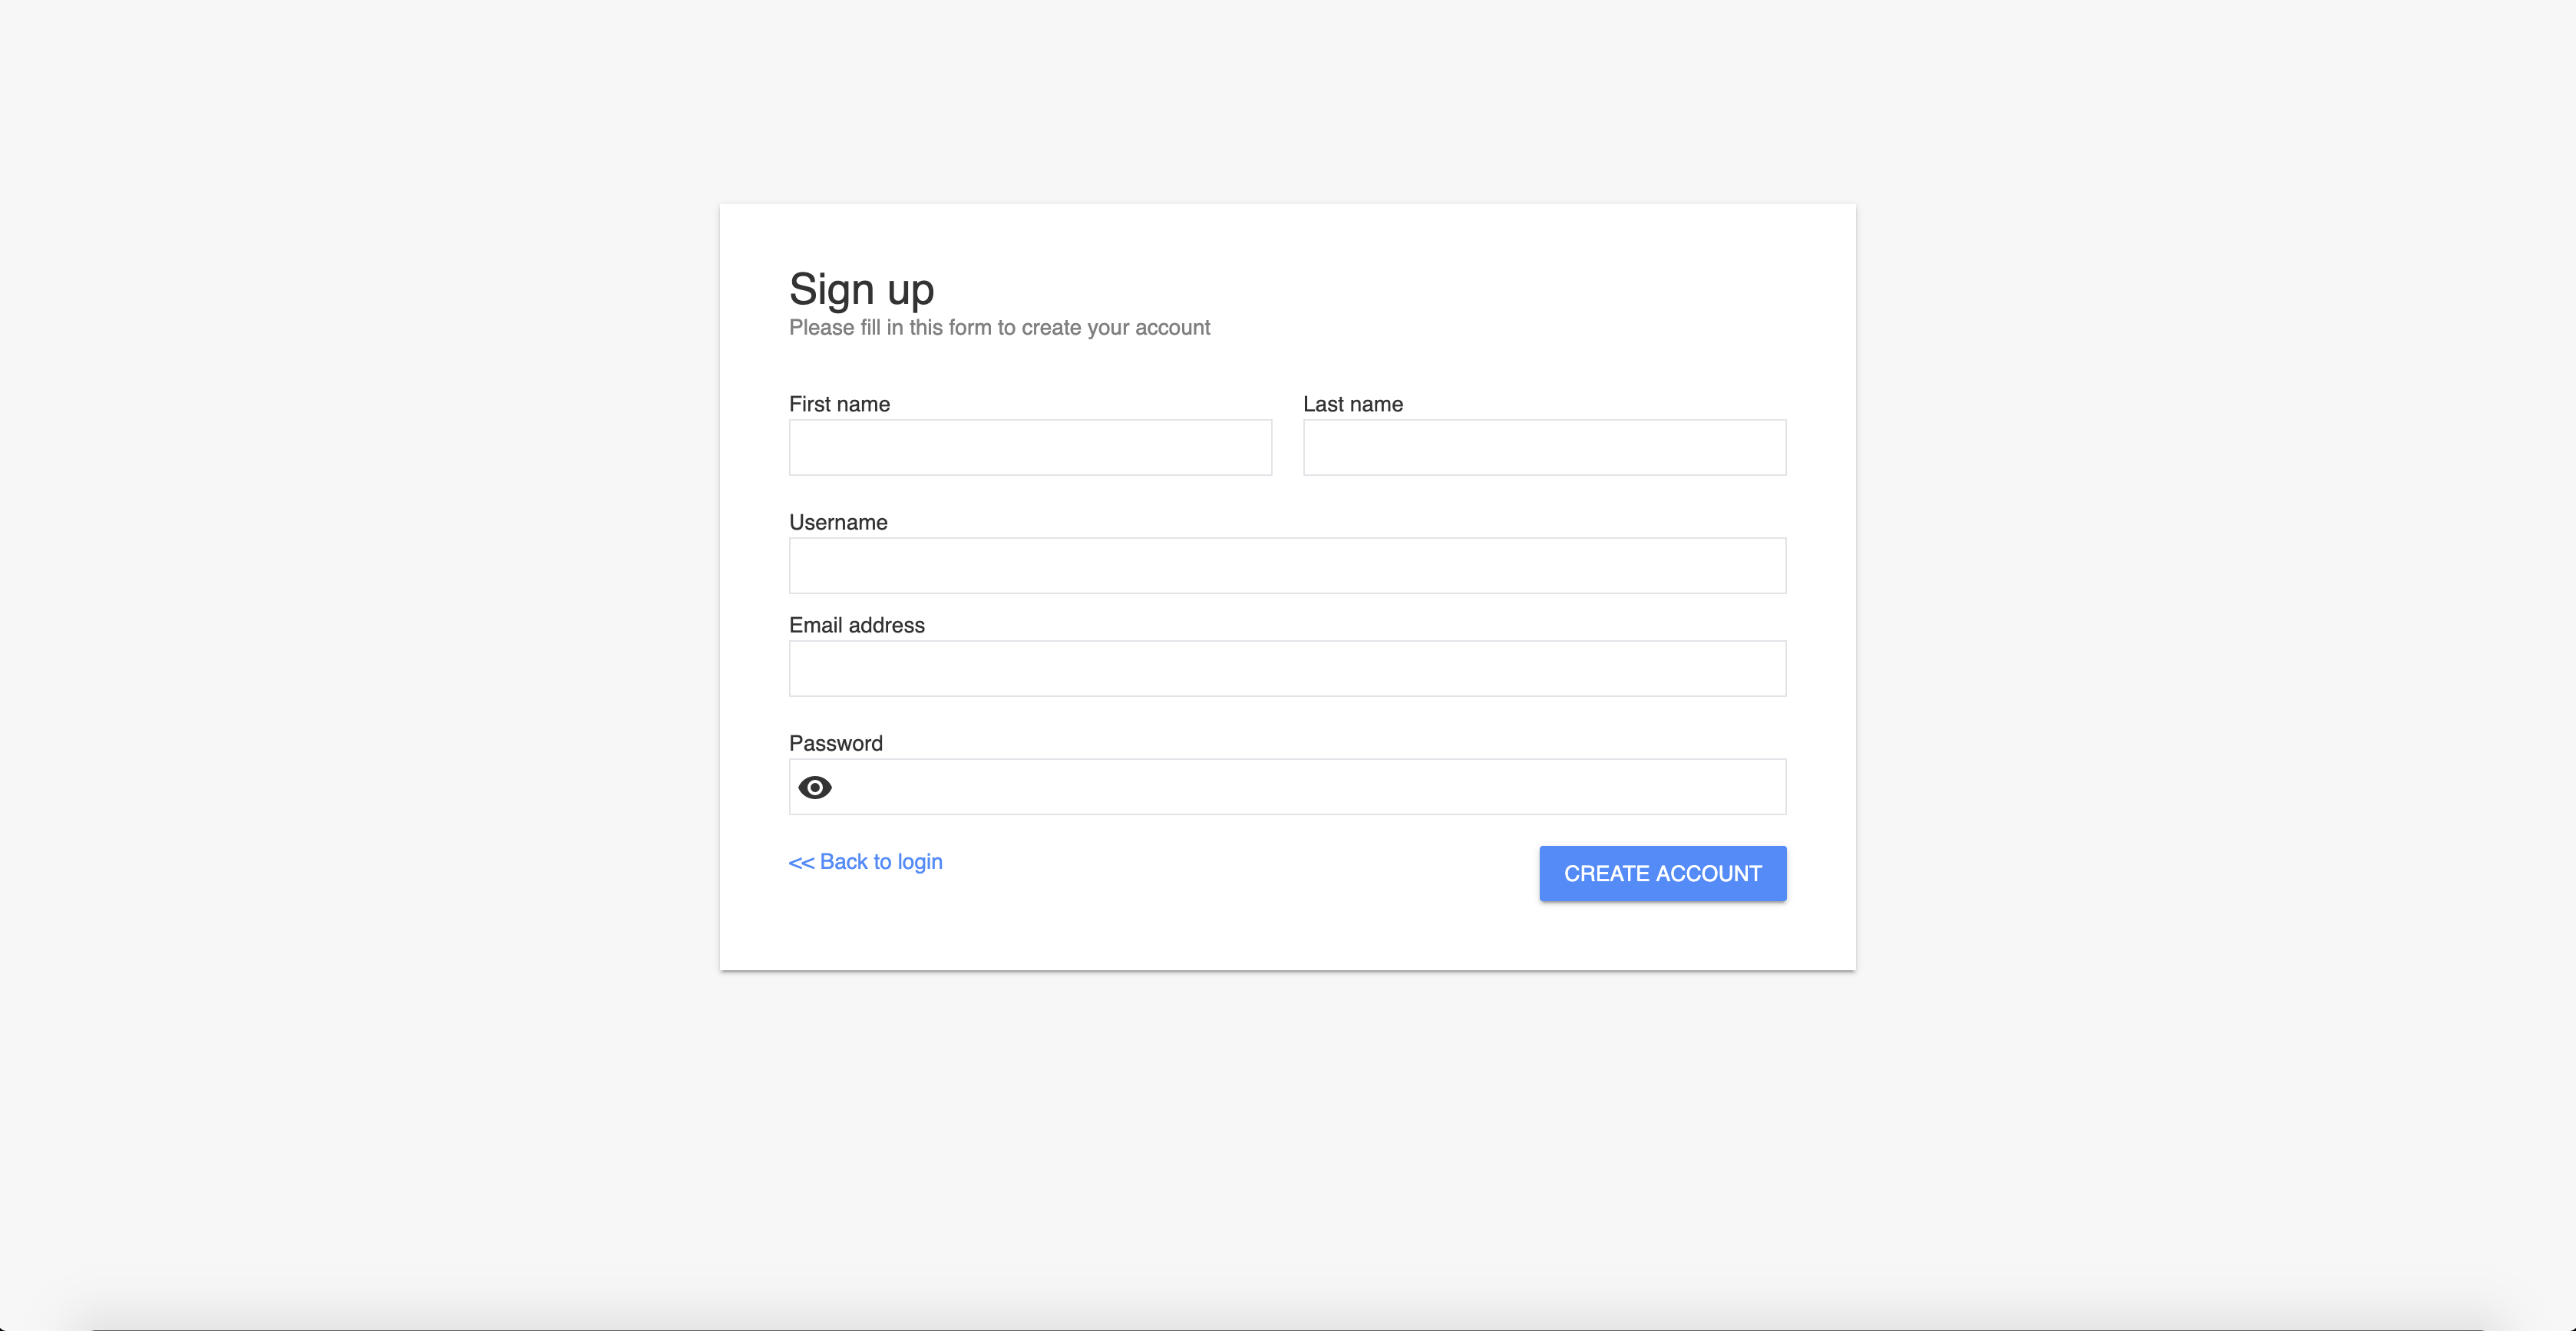 Sign up
Please fill in this form to create your account
First name
Last name
Username
Email address
Password
<< Back to login
CREATE ACCOUNT